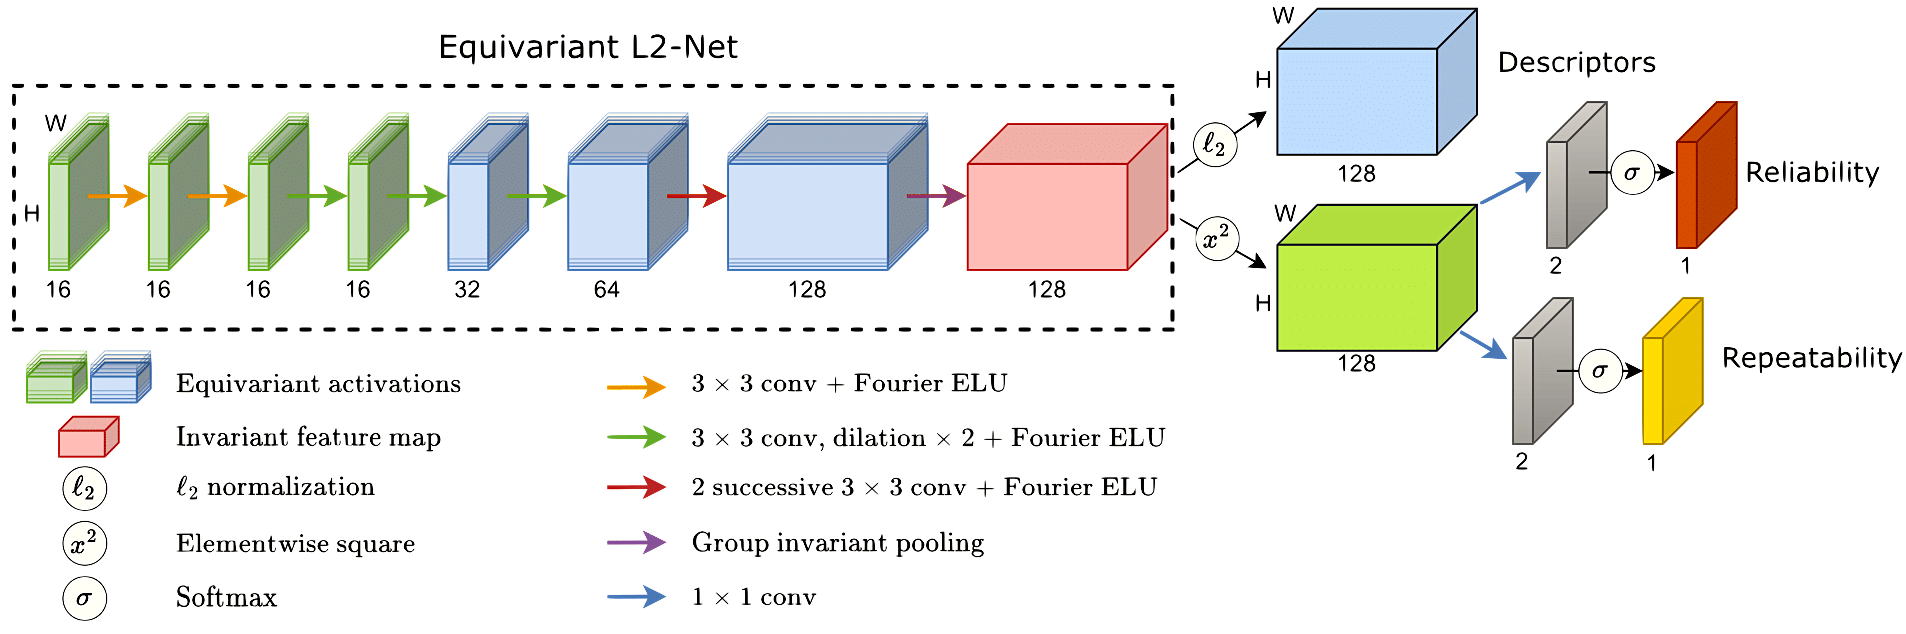 Equivariant L2-Net
W
H
16
16
16
16
32
64
128
128
ℓ₂
x²
W
H
128
Descriptors
W
H
128
2
σ
1
Reliability
2
σ
1
Repeatability
Equivariant activations
Invariant feature map
ℓ₂ ℓ₂ normalization
x² Elementwise square
σ Softmax
3 × 3 conv + Fourier ELU
3 × 3 conv, dilation × 2 + Fourier ELU
2 successive 3 × 3 conv + Fourier ELU
Group invariant pooling
1 × 1 conv